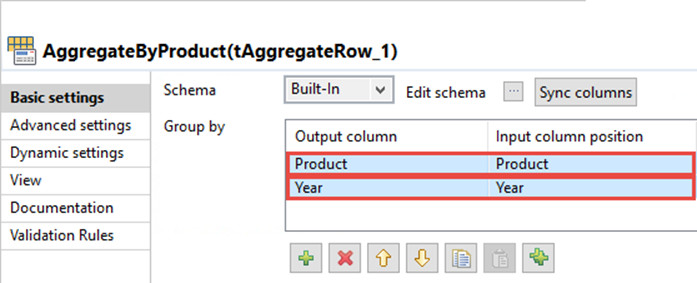 AggregateByProduct(tAggregateRow_1)
Basic settings
Advanced settings
Dynamic settings
View
Documentation
Validation Rules
Schema Built-In Edit schema ... Sync columns
Group by
Output column Input column position
Product Product
Year Year